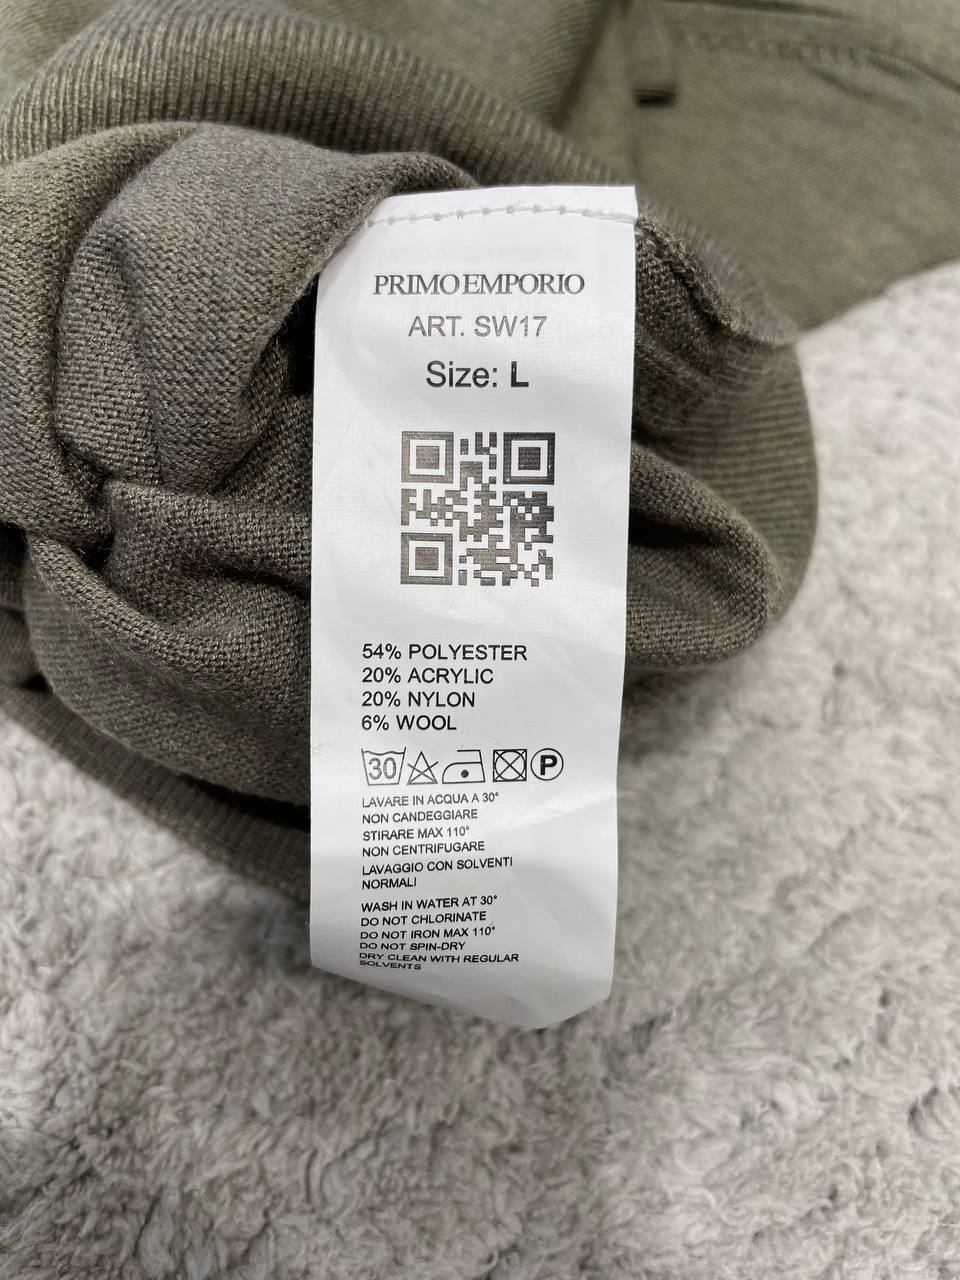 PRIMO EMPORIO
ART. SW17
Size: L
54% POLYESTER
20% ACRYLIC
20% NYLON
6% WOOL
30 P
LAVARE IN ACQUA A 30°
NON CANDEGGIARE
STIRARE MAX 110°
NON CENTRIFUGARE
LAVAGGIO CON SOLVENTI
NORMALI
WASH IN WATER AT 30°
DO NOT CHLORINATE
DO NOT IRON MAX 110°
DO NOT SPIN-DRY
DRY CLEAN WITH REGULAR
SOLVENTS